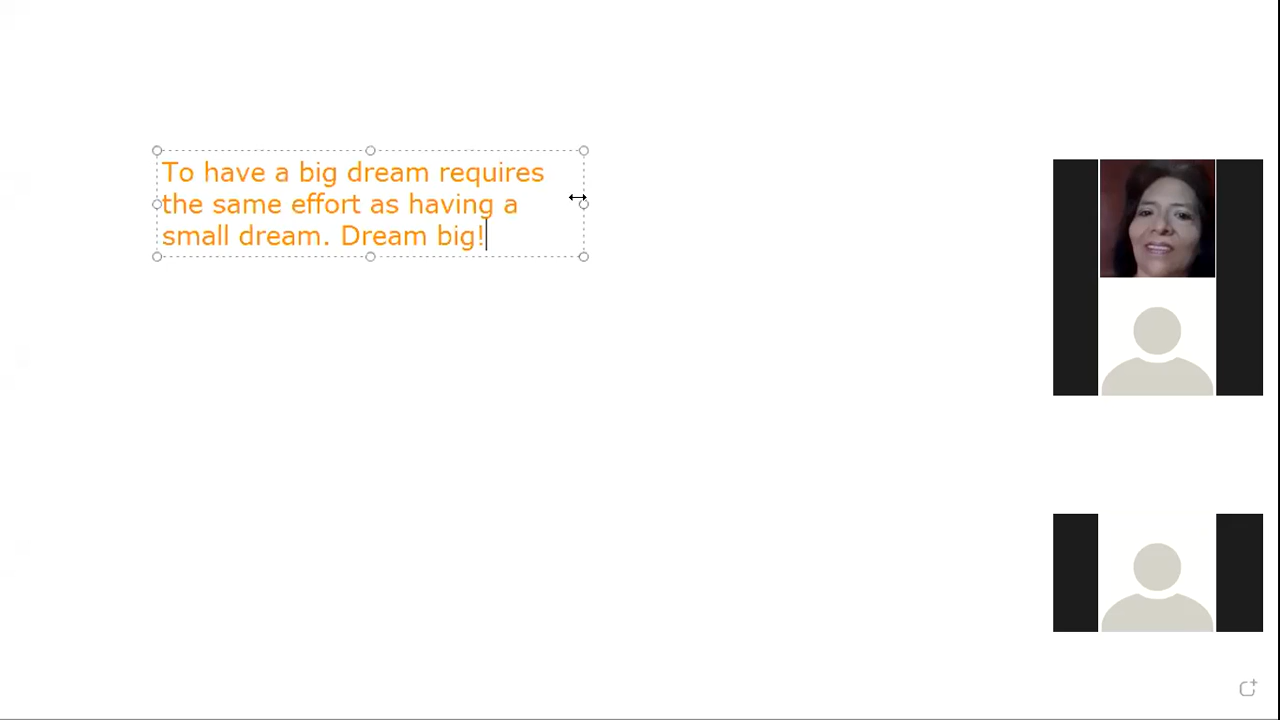 To have a big dream requires
the same effort as having a
small dream. Dream big!